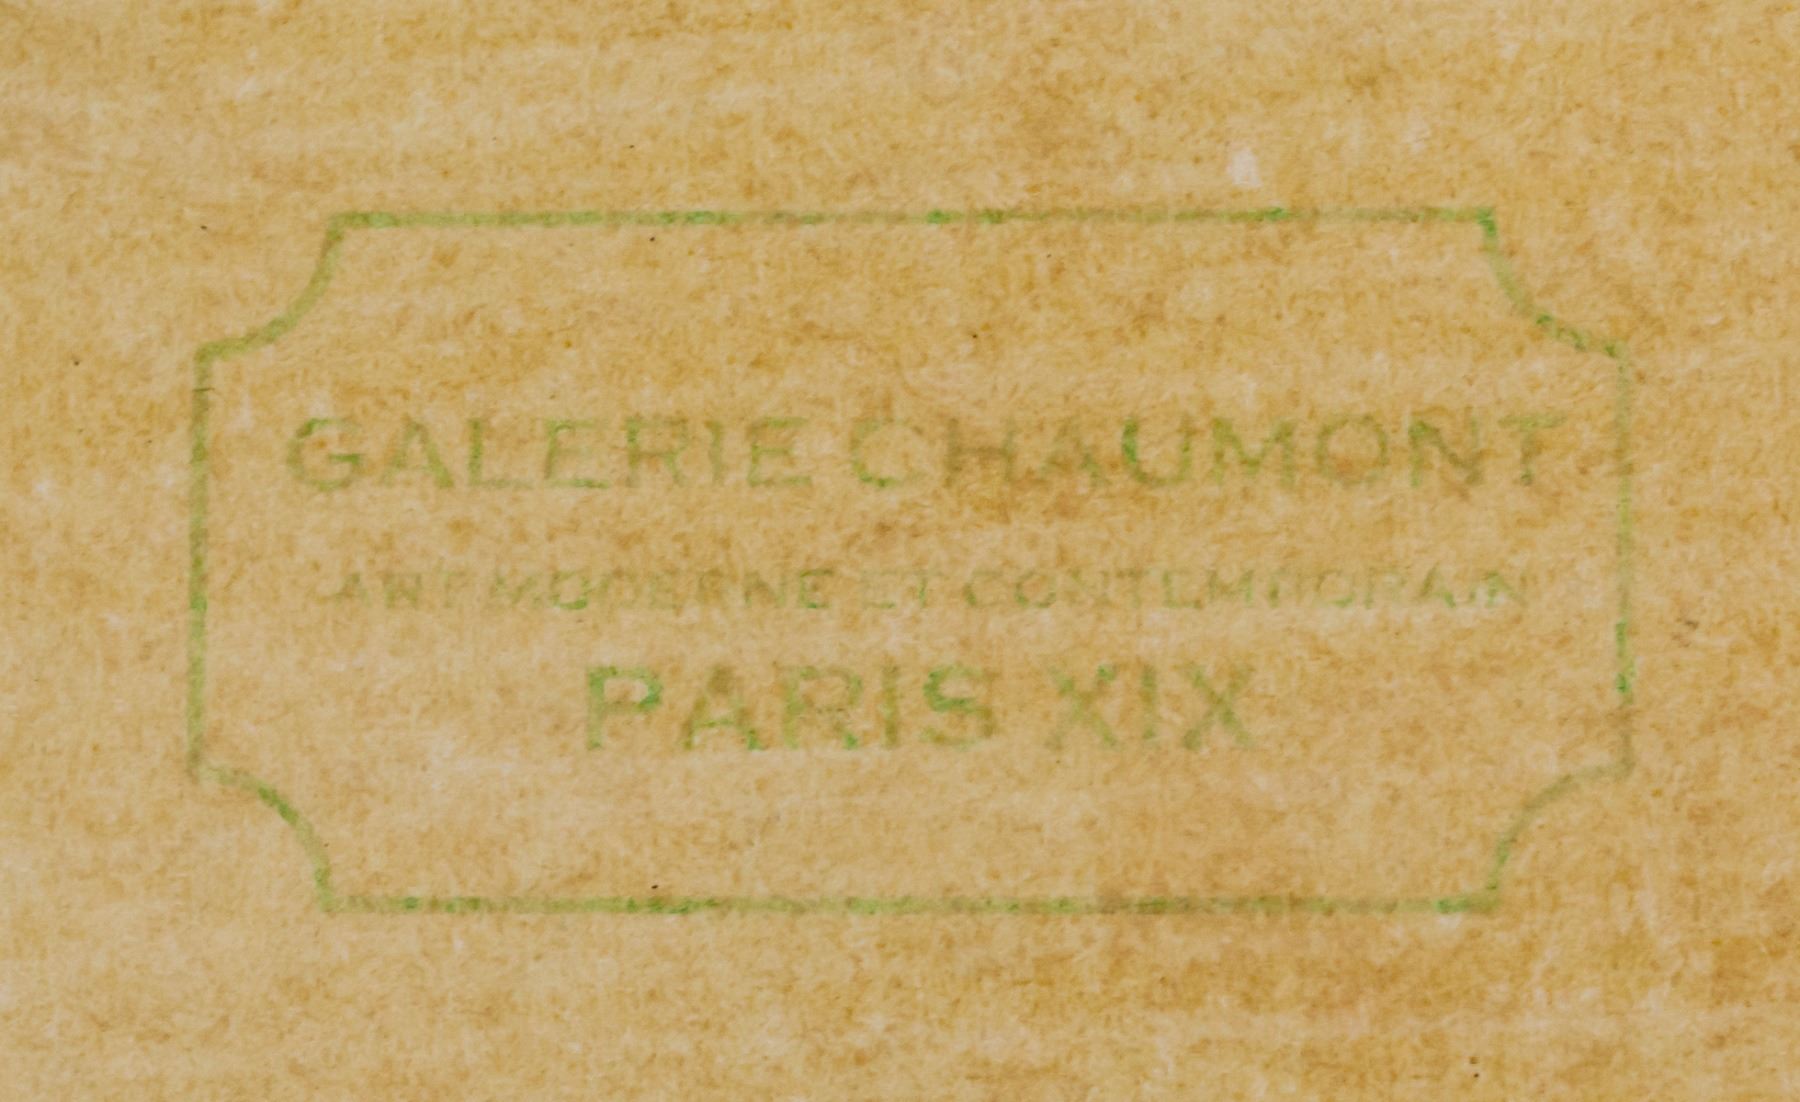 GALERIE CHAUMONT
ART MODERNE ET CONTEMPORAIN
PARIS XIX